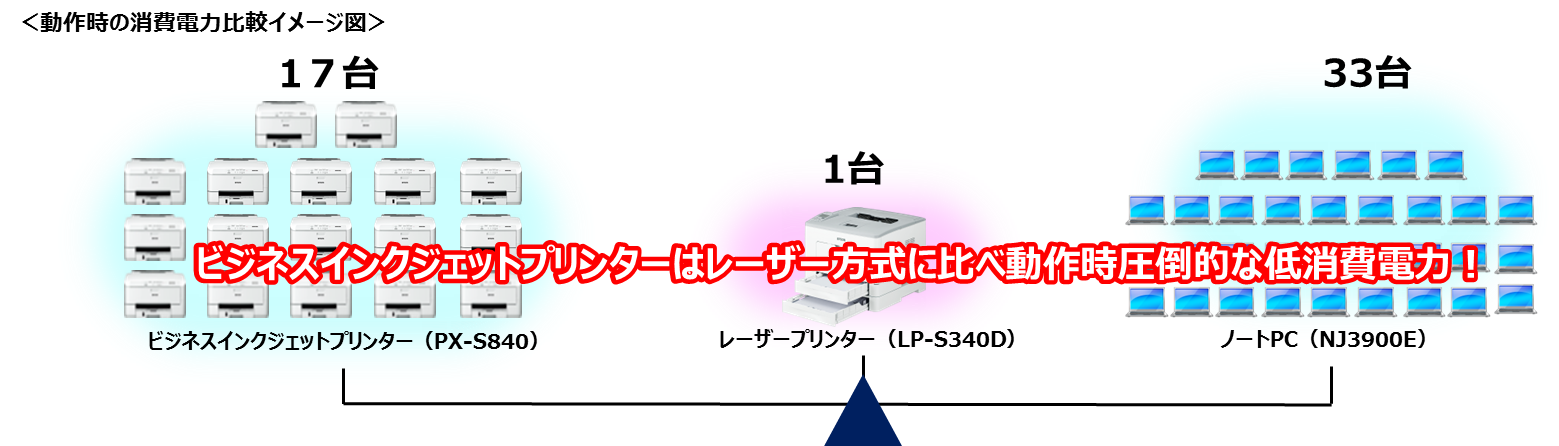 ＜動作時の消費電力比較イメージ図＞
１７台
33台
1台
ビジネスインクジェットプリンターはレーザー方式に比べ動作時圧倒的な低消費電力！
ビジネスインクジェットプリンター（PX-S840）
レーザープリンター（LP-S340D）
ノートPC（NJ3900E）